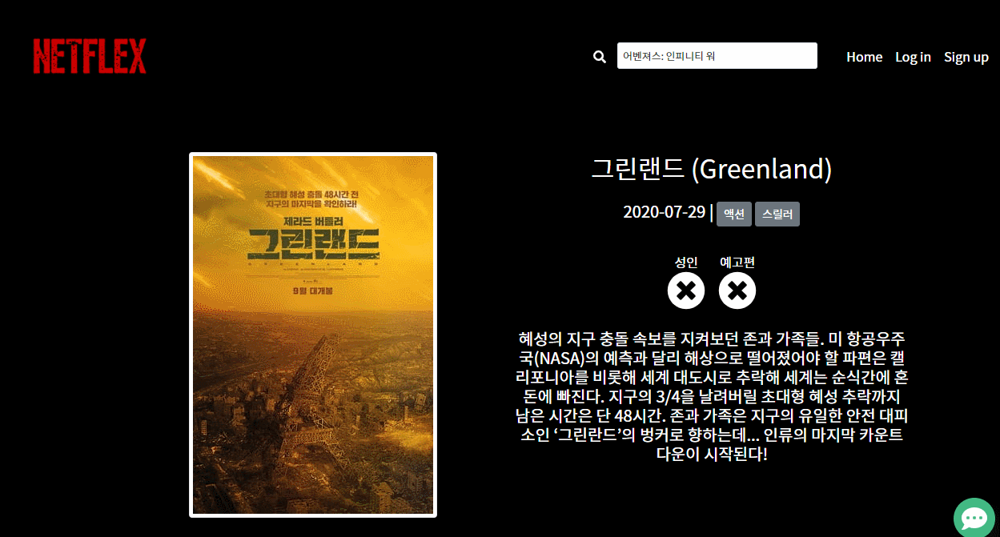 NETFLEX
어벤져스: 인피니티 워
Home Log in Sign up
초대형 혜성 충돌 48시간 전
지구의 마지막을 확인하라!
제라드 버틀러
그린랜드
GREENLAND
9월 대개봉
그린랜드 (Greenland)
2020-07-29 | 액션 스릴러
성인 예고편
혜성의 지구 충돌 속보를 지켜보던 존과 가족들. 미 항공우주
국(NASA)의 예측과 달리 해상으로 떨어졌어야 할 파편은 캘
리포니아를 비롯해 세계 대도시로 추락해 세계는 순식간에 혼
돈에 빠진다. 지구의 3/4을 날려버릴 초대형 혜성 추락까지
남은 시간은 단 48시간. 존과 가족은 지구의 유일한 안전 대피
소인 ‘그린란드’의 벙커로 향하는데... 인류의 마지막 카운트
다운이 시작된다!